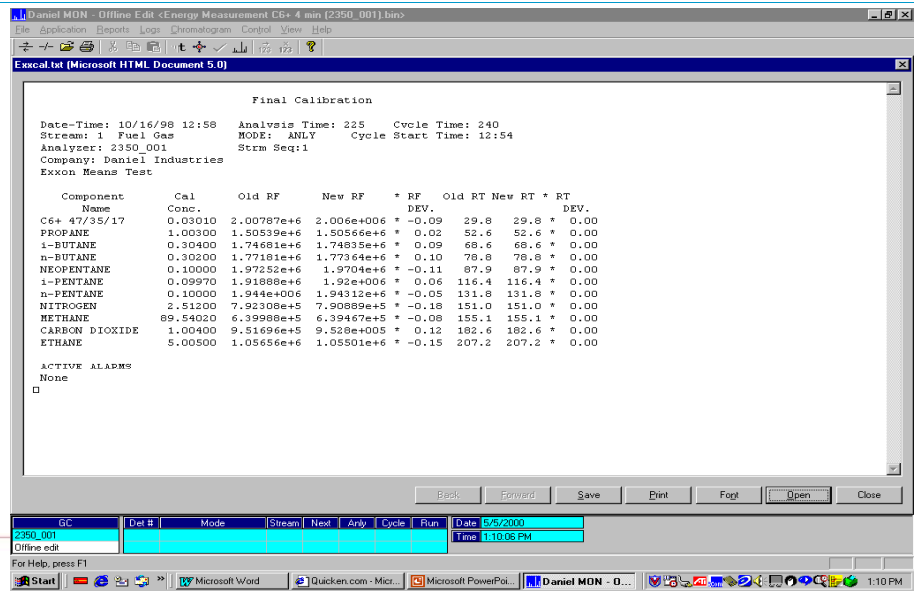 Daniel MON - Offline Edit <Energy Measurement C6+ 4 min (2350_001).bin>
File Application Reports Logs Chromatogram Control View Help
Exxcal.txt (Microsoft HTML Document 5.0)
Final Calibration
Date-Time: 10/16/98 12:58 Analysis Time: 225 Cycle Time: 240
Stream: 1 Fuel Gas MODE: ANLY Cycle Start Time: 12:54
Analyzer: 2350_001 Strm Seq:1
Company: Daniel Industries
Exxon Means Test
Component Cal Old RF New RF * RF Old RT New RT * RT
Name Conc. DEV. DEV.
C6+ 47/35/17 0.03010 2.00787e+6 2.006e+006 * -0.09 29.8 29.8 * 0.00
PROPANE 1.00300 1.50539e+6 1.50566e+6 * 0.02 52.6 52.6 * 0.00
i-BUTANE 0.30400 1.74681e+6 1.74835e+6 * 0.09 68.6 68.6 * 0.00
n-BUTANE 0.30200 1.77181e+6 1.77364e+6 * 0.10 78.8 78.8 * 0.00
NEOPENTANE 0.10000 1.97252e+6 1.9704e+6 * -0.11 87.9 87.9 * 0.00
i-PENTANE 0.09970 1.91888e+6 1.92e+006 * 0.06 116.4 116.4 * 0.00
n-PENTANE 0.10000 1.944e+006 1.94312e+6 * -0.05 131.8 131.8 * 0.00
NITROGEN 2.51200 7.92308e+5 7.90889e+5 * -0.18 151.0 151.0 * 0.00
METHANE 89.54020 6.39988e+5 6.39467e+5 * -0.08 155.1 155.1 * 0.00
CARBON DIOXIDE 1.00400 9.51696e+5 9.528e+005 * 0.12 182.6 182.6 * 0.00
ETHANE 5.00500 1.05656e+6 1.05501e+6 * -0.15 207.2 207.2 * 0.00
ACTIVE ALARMS
None
Back Forward Save Print Font Open Close
GC Det # Mode Stream Next Anly Cycle Run Date 5/5/2000
2350_001 Time 1:10:06 PM
Offline edit
For Help, press F1
Start Microsoft Word Quicken.com - Micr... Microsoft PowerPoi... Daniel MON - O... 1:10 PM